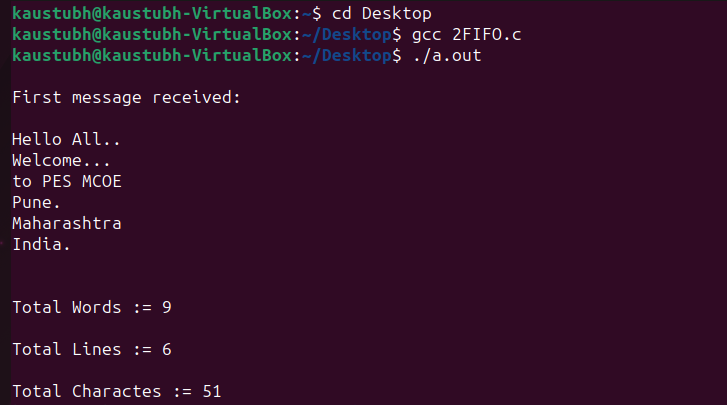 kaustubh@kaustubh-VirtualBox:~$ cd Desktop
kaustubh@kaustubh-VirtualBox:~/Desktop$ gcc 2FIFO.c
kaustubh@kaustubh-VirtualBox:~/Desktop$ ./a.out
First message received:
Hello All..
Welcome...
to PES MCOE
Pune.
Maharashtra
India.
Total Words := 9
Total Lines := 6
Total Charactes := 51